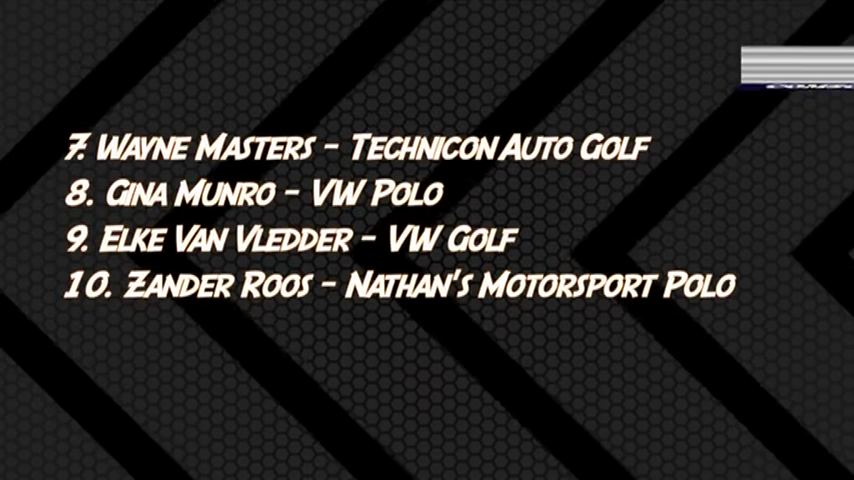 7. Wayne Masters - Technicon Auto Golf
8. Gina Munro - VW Polo
9. Elke Van Vledder - VW Golf
10. Zander Roos - Nathan's Motorsport Polo